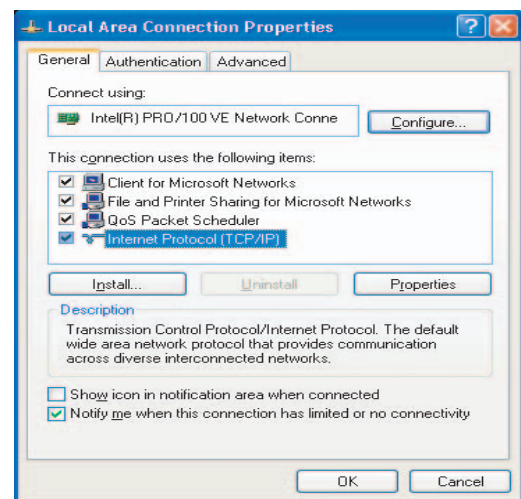 Local Area Connection Properties
General Authentication Advanced
Connect using:
Intel(R) PRO/100 VE Network Conne
Configure...
This connection uses the following items:
Client for Microsoft Networks
File and Printer Sharing for Microsoft Networks
QoS Packet Scheduler
Internet Protocol (TCP/IP)
Install... Uninstall Properties
Description
Transmission Control Protocol/Internet Protocol. The default
wide area network protocol that provides communication
across diverse interconnected networks.
Show icon in notification area when connected
Notify me when this connection has limited or no connectivity
OK Cancel